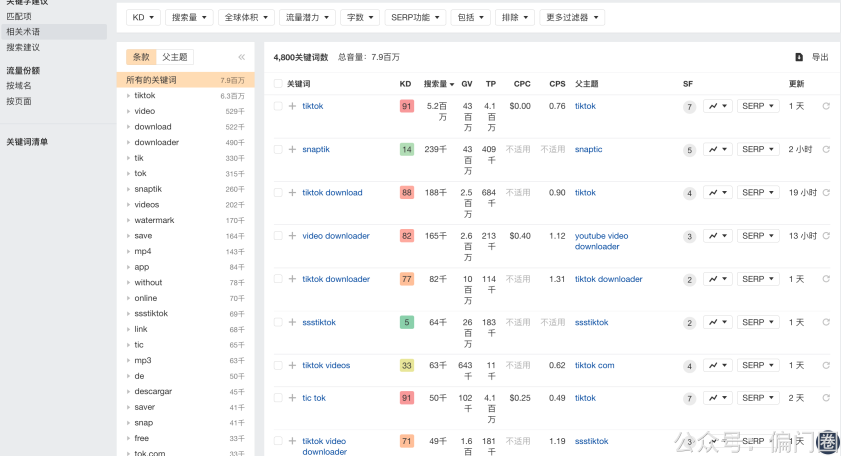 关键字建议
匹配项
相关术语
搜索建议
流量份额
按域名
按页面
关键词清单
KD
搜索量
全球体积
流量潜力
字数
SERP功能
包括
排除
更多过滤器
条款
父主题
所有的关键词 7.9百万
tiktok 6.3百万
video 529千
download 522千
downloader 490千
tik 330千
tok 315千
snaptik 260千
videos 202千
watermark 170千
save 164千
mp4 143千
app 84千
without 78千
online 70千
ssstiktok 69千
link 68千
tic 65千
mp3 63千
de 50千
descargar 45千
saver 41千
snap 41千
free 33千
tok.com 33千
4,800关键词数 总音量: 7.9百万
导出
关键词 KD 搜索量 GV TP CPC CPS 父主题 SF 更新
tiktok 91 5.2百万 43百万 4.1百万 $0.00 0.76 tiktok 7 SERP 1 天
snaptik 14 239千 43百万 409千 不适用 不适用 snaptic 5 SERP 2 小时
tiktok download 88 188千 2.5百万 684千 不适用 0.90 tiktok 4 SERP 19 小时
video downloader 82 165千 2.6百万 213千 $0.40 1.12 youtube video downloader 3 SERP 13 小时
tiktok downloader 77 82千 10百万 114千 不适用 1.31 tiktok downloader 2 SERP 1 天
ssstiktok 5 64千 26百万 183千 不适用 不适用 ssstiktok 2 SERP 1 天
tiktok videos 33 63千 643千 11千 不适用 0.62 tiktok com 4 SERP 1 天
tic tok 91 50千 102千 4.1百万 $0.25 0.49 tiktok 7 SERP 2 天
tiktok video downloader 71 49千 1.6百 181千 不适用 1.19 ssstiktok 3 SERP 1 天
公众号：偏门圈